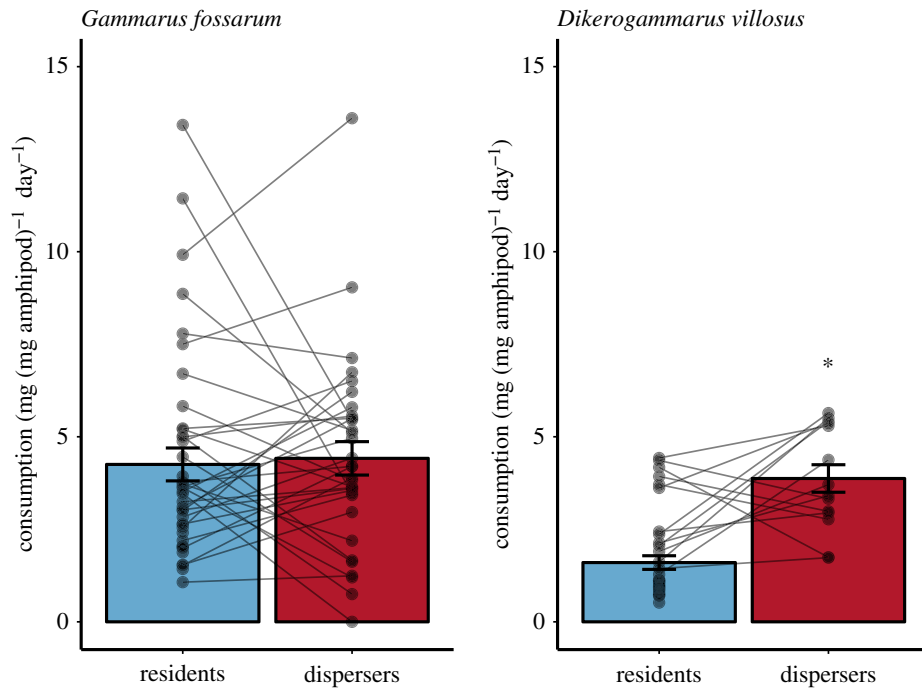 Gammarus fossarum
15
10
5
0
consumption (mg (mg amphipod)⁻¹ day⁻¹)
residents
dispersers
Dikerogammarus villosus
15
10
5
0
consumption (mg (mg amphipod)⁻¹ day⁻¹)
*
residents
dispersers